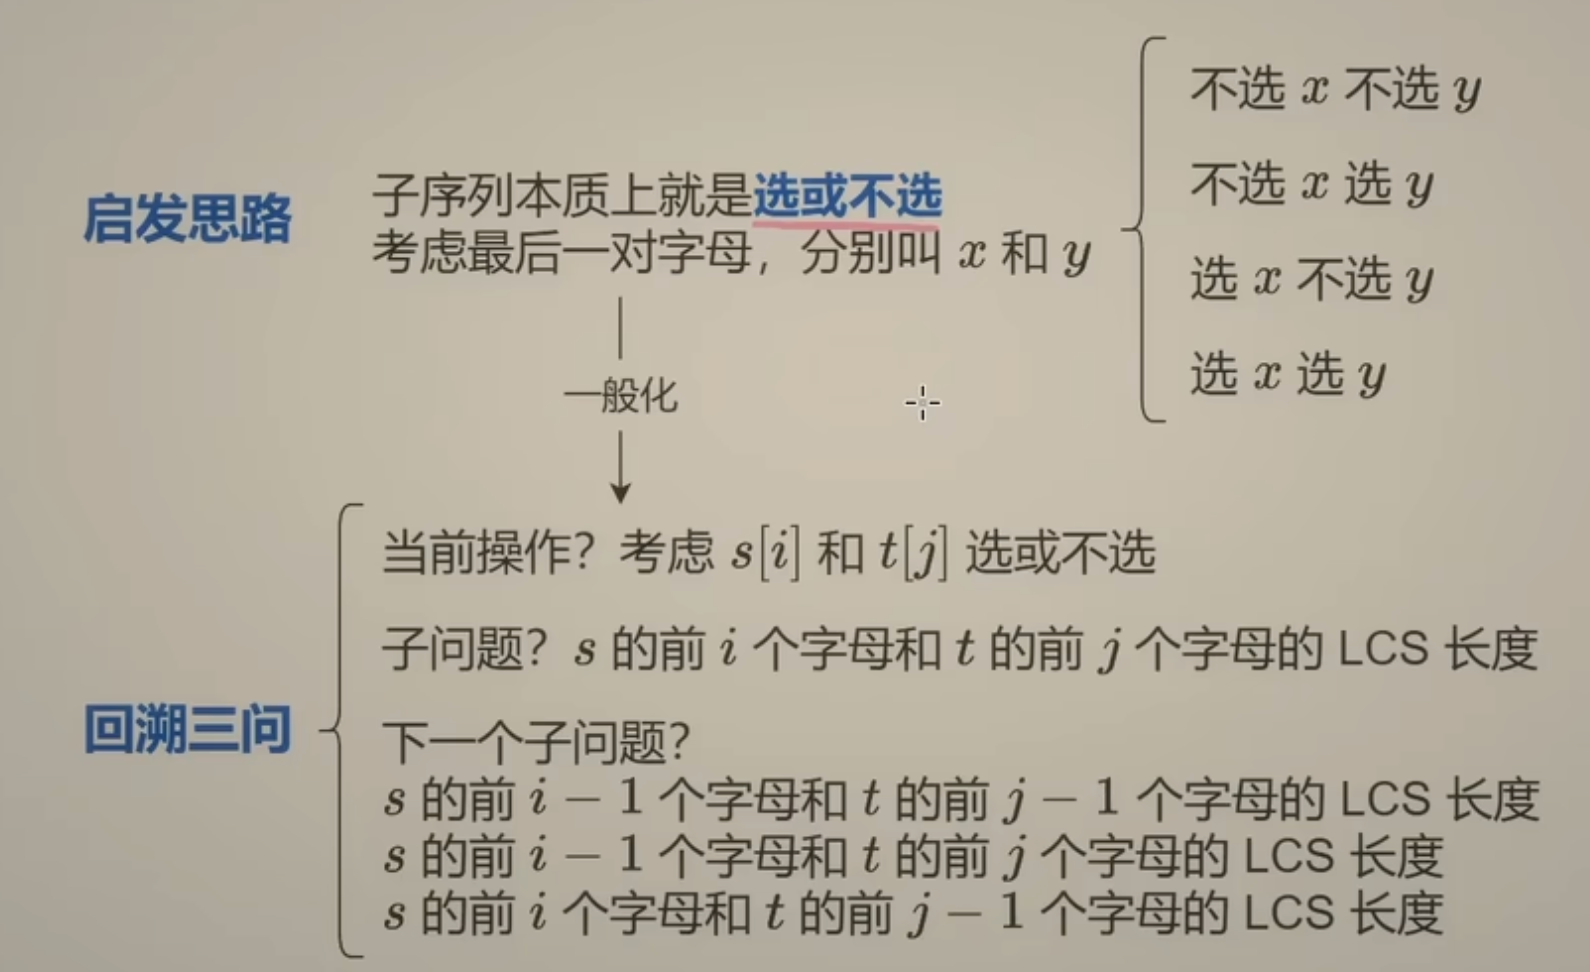 启发思路
子序列本质上就是选或不选
考虑最后一对字母，分别叫 x 和 y
不选 x 不选 y
不选 x 选 y
选 x 不选 y
选 x 选 y
一般化
回溯三问
当前操作？考虑 s[i] 和 t[j] 选或不选
子问题？s 的前 i 个字母和 t 的前 j 个字母的 LCS 长度
下一个子问题？
s 的前 i − 1 个字母和 t 的前 j − 1 个字母的 LCS 长度
s 的前 i − 1 个字母和 t 的前 j 个字母的 LCS 长度
s 的前 i 个字母和 t 的前 j − 1 个字母的 LCS 长度